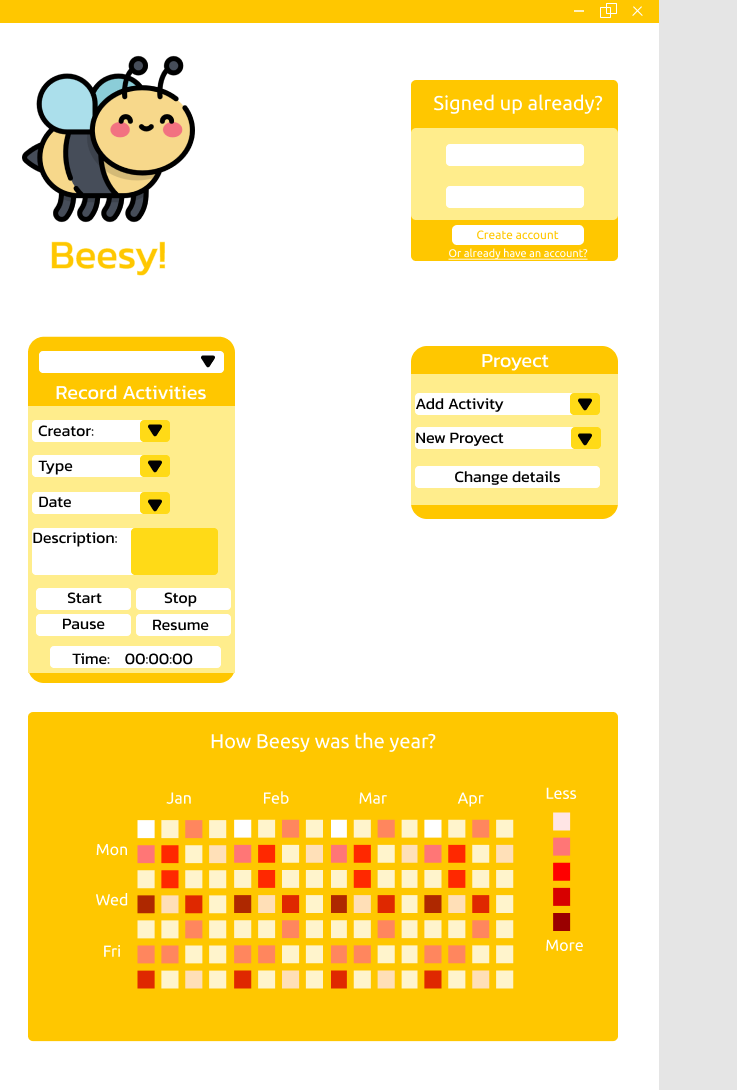 Signed up already?
Create account
Or already have an account?
Beesy!
Record Activities
Creator:
Type
Date
Description:
Start Stop
Pause Resume
Time: 00:00:00
Proyect
Add Activity
New Proyect
Change details
How Beesy was the year?
Jan Feb Mar Apr
Mon
Wed
Fri
Less
More